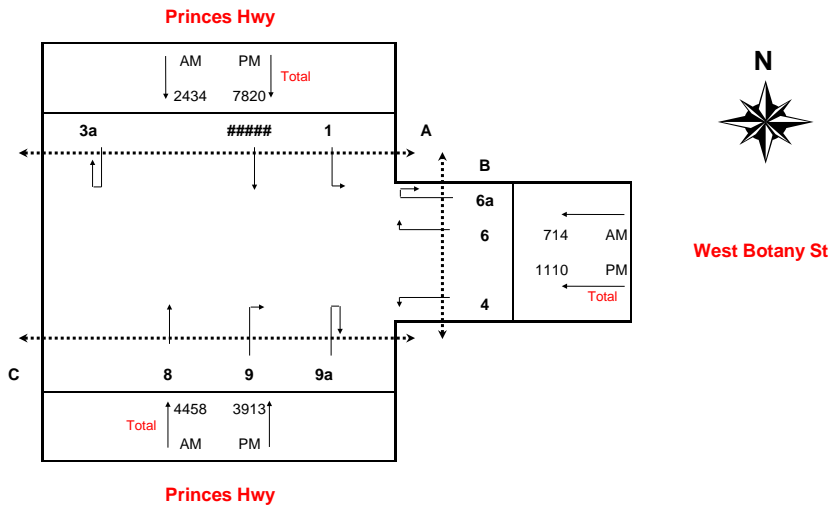 Princes Hwy
AM PM
Total
2434 7820
N
3a ##### 1 A
B
6a
6 714 AM
West Botany St
1110 PM
Total
4
C 8 9 9a
4458 3913
Total
AM PM
Princes Hwy